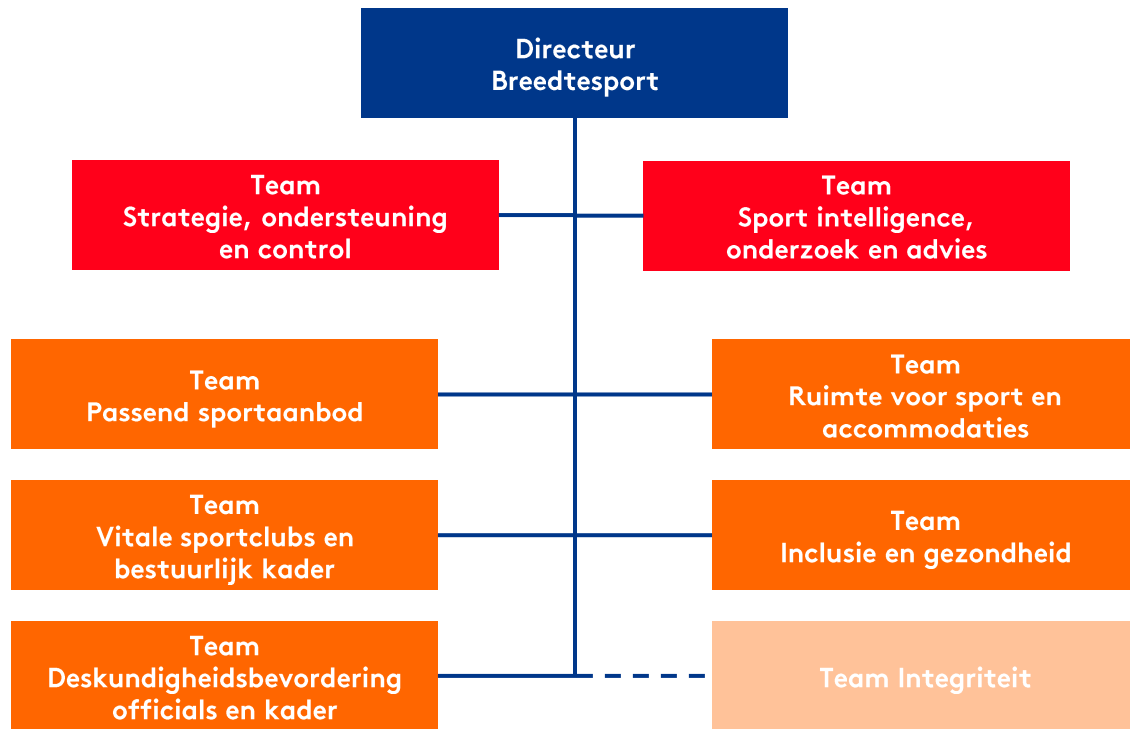 Directeur
Breedtesport
Team
Strategie, ondersteuning
en control
Team
Sport intelligence,
onderzoek en advies
Team
Passend sportaanbod
Team
Ruimte voor sport en
accommodaties
Team
Vitale sportclubs en
bestuurlijk kader
Team
Inclusie en gezondheid
Team
Deskundigheidsbevordering
officials en kader
Team Integriteit